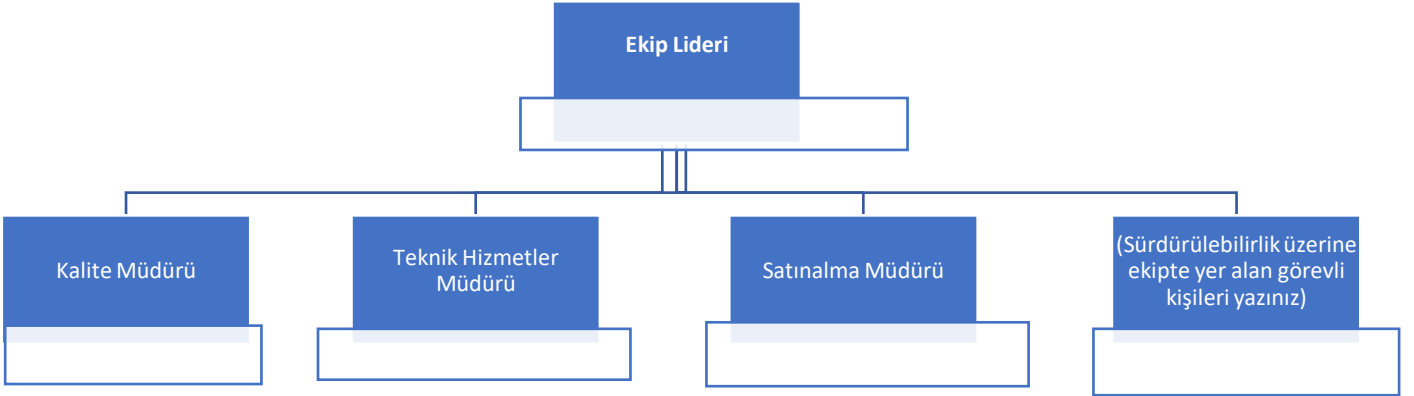 Ekip Lideri
Kalite Müdürü
Teknik Hizmetler
Müdürü
Satınalma Müdürü
(Sürdürülebilirlik üzerine
ekipte yer alan görevli
kişileri yazınız)